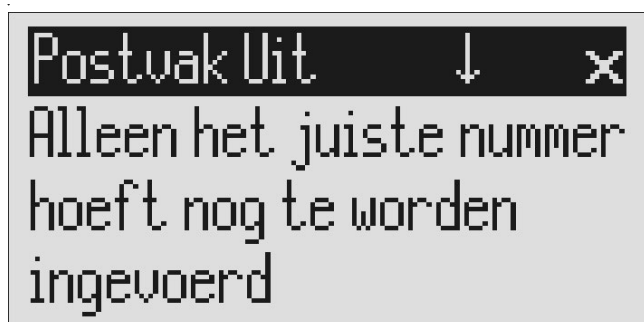 Postvak Uit ↓ x
Alleen het juiste nummer
hoeft nog te worden
ingevoerd